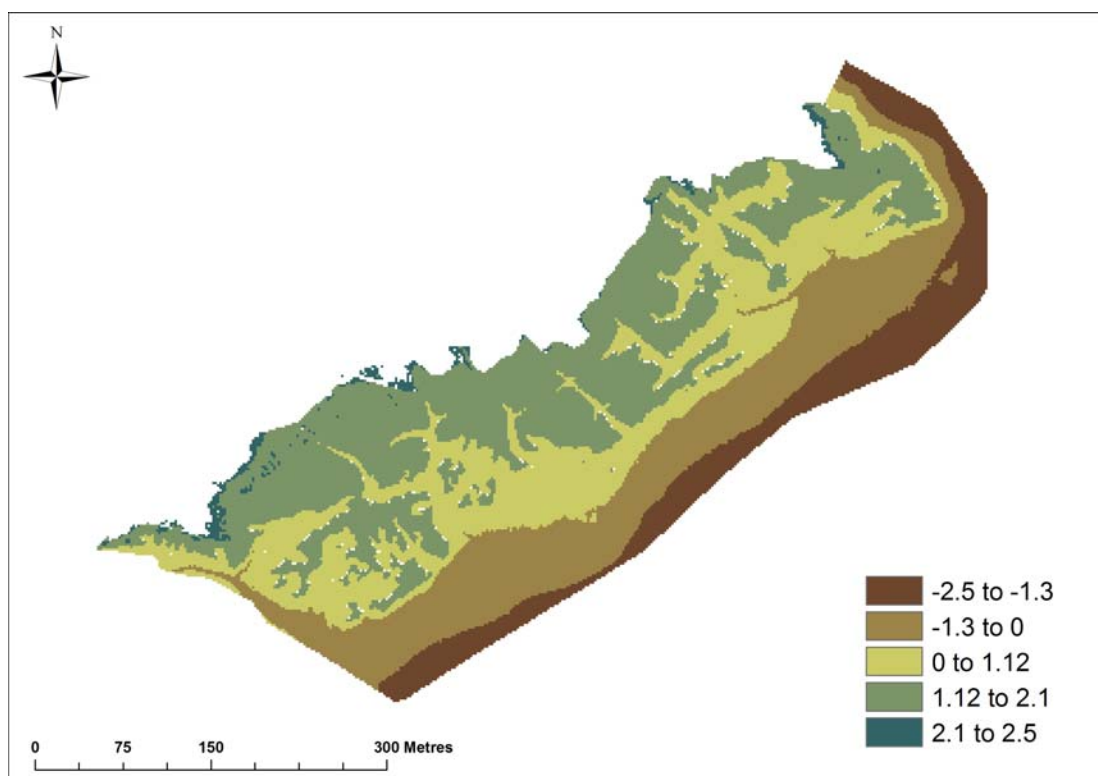 N
-2.5 to -1.3
-1.3 to 0
0 to 1.12
1.12 to 2.1
2.1 to 2.5
0 75 150 300 Metres